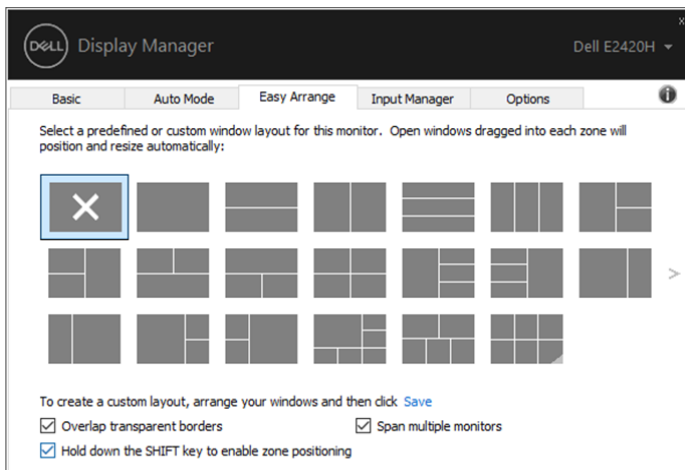 x
DELL Display Manager Dell E2420H
Basic Auto Mode Easy Arrange Input Manager Options
Select a predefined or custom window layout for this monitor. Open windows dragged into each zone will
position and resize automatically:
To create a custom layout, arrange your windows and then click Save
Overlap transparent borders Span multiple monitors
Hold down the SHIFT key to enable zone positioning